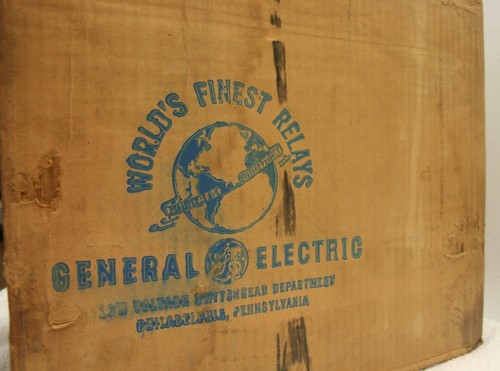 WORLD'S FINEST RELAYS
GENERAL ELECTRIC
LOW VOLTAGE SWITCHGEAR DEPARTMENT
PHILADELPHIA, PENNSYLVANIA